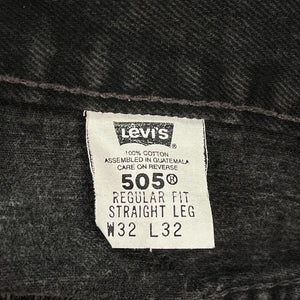 Levi's
®
100% COTTON
ASSEMBLED IN GUATEMALA
CARE ON REVERSE
505®
REGULAR FIT
STRAIGHT LEG
W32 L32